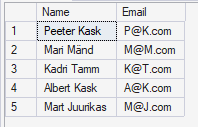 Name Email
1 Peeter Kask P@K.com
2 Mari Mänd M@M.com
3 Kadri Tamm K@T.com
4 Albert Kask A@K.com
5 Mart Juurikas M@J.com